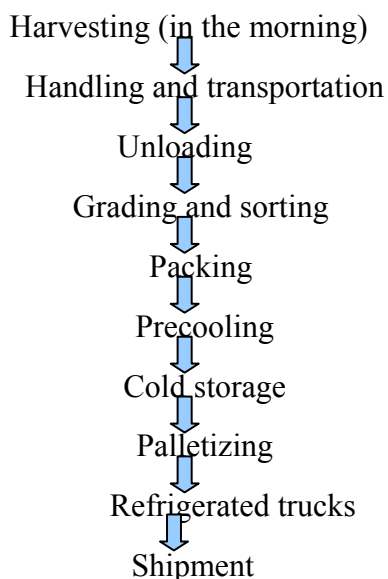 Harvesting (in the morning)
Handling and transportation
Unloading
Grading and sorting
Packing
Precooling
Cold storage
Palletizing
Refrigerated trucks
Shipment